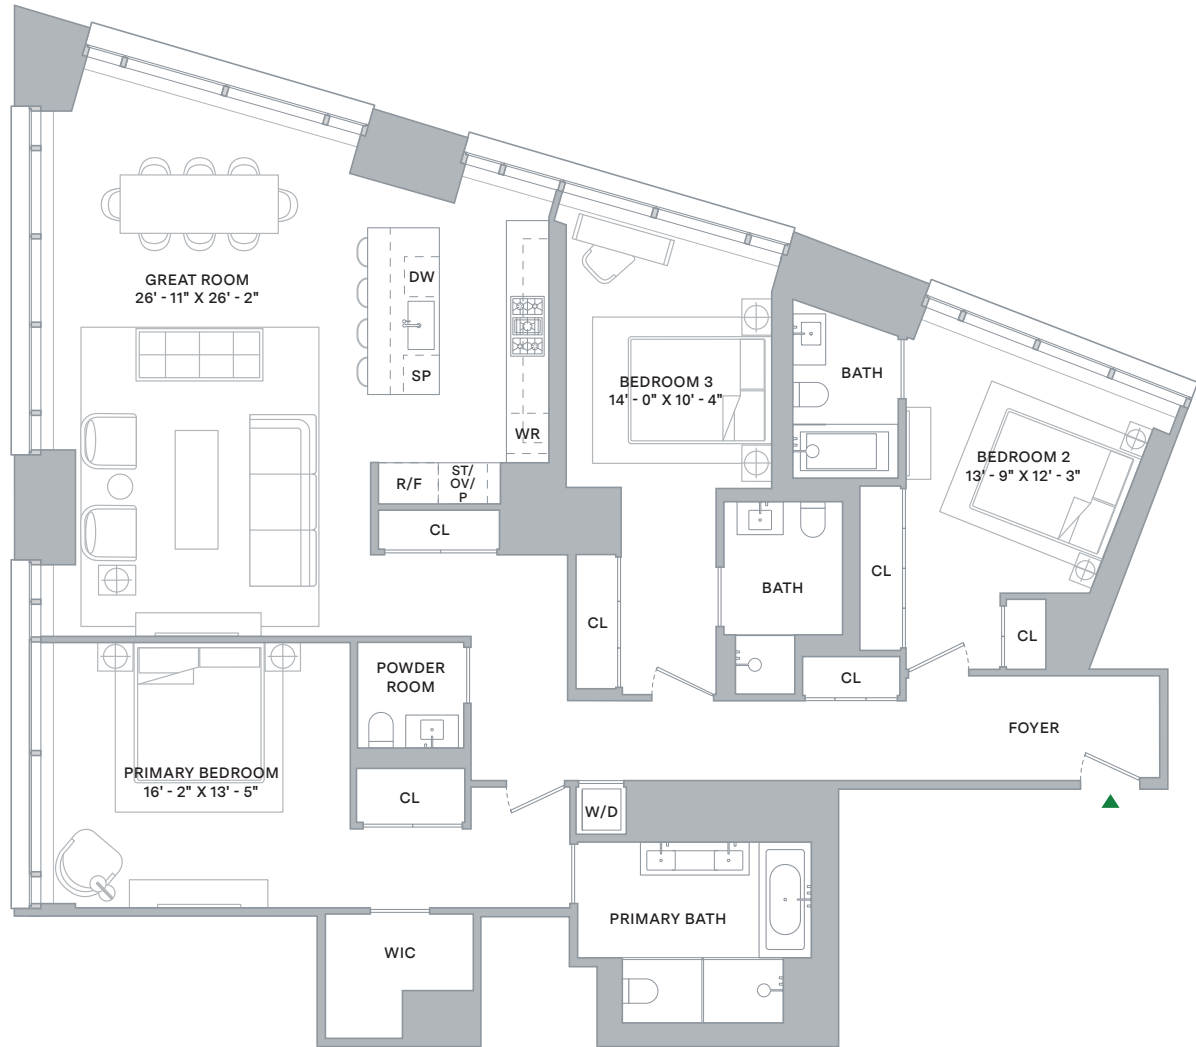 GREAT ROOM
26' - 11" X 26' - 2"
DW
SP
WR
R/F
ST/
OV/
P
CL
BEDROOM 3
14' - 0" X 10' - 4"
BATH
BEDROOM 2
13' - 9" X 12' - 3"
CL
BATH
CL
CL
CL
POWDER
ROOM
FOYER
PRIMARY BEDROOM
16' - 2" X 13' - 5"
CL
W/D
PRIMARY BATH
WIC